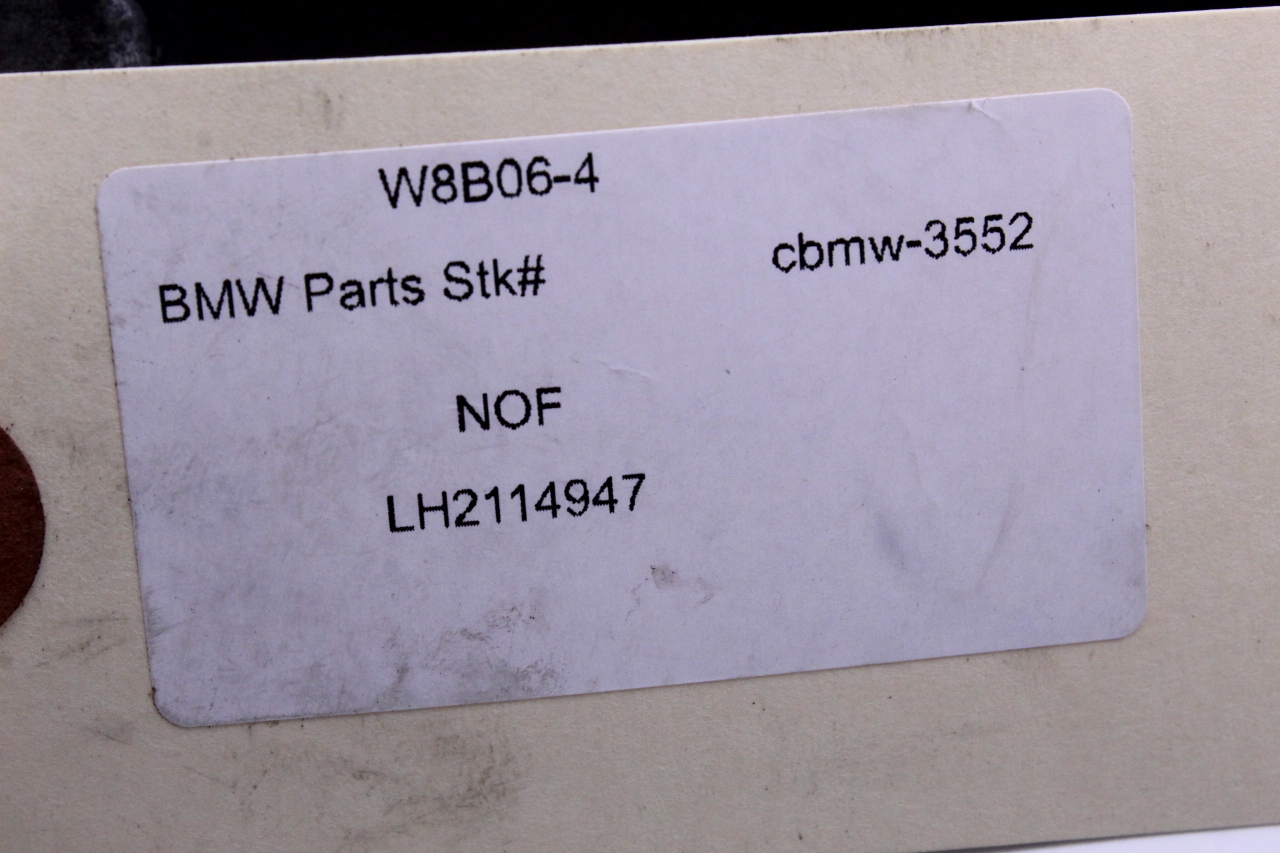 W8B06-4
BMW Parts Stk# cbmw-3552
NOF
LH2114947